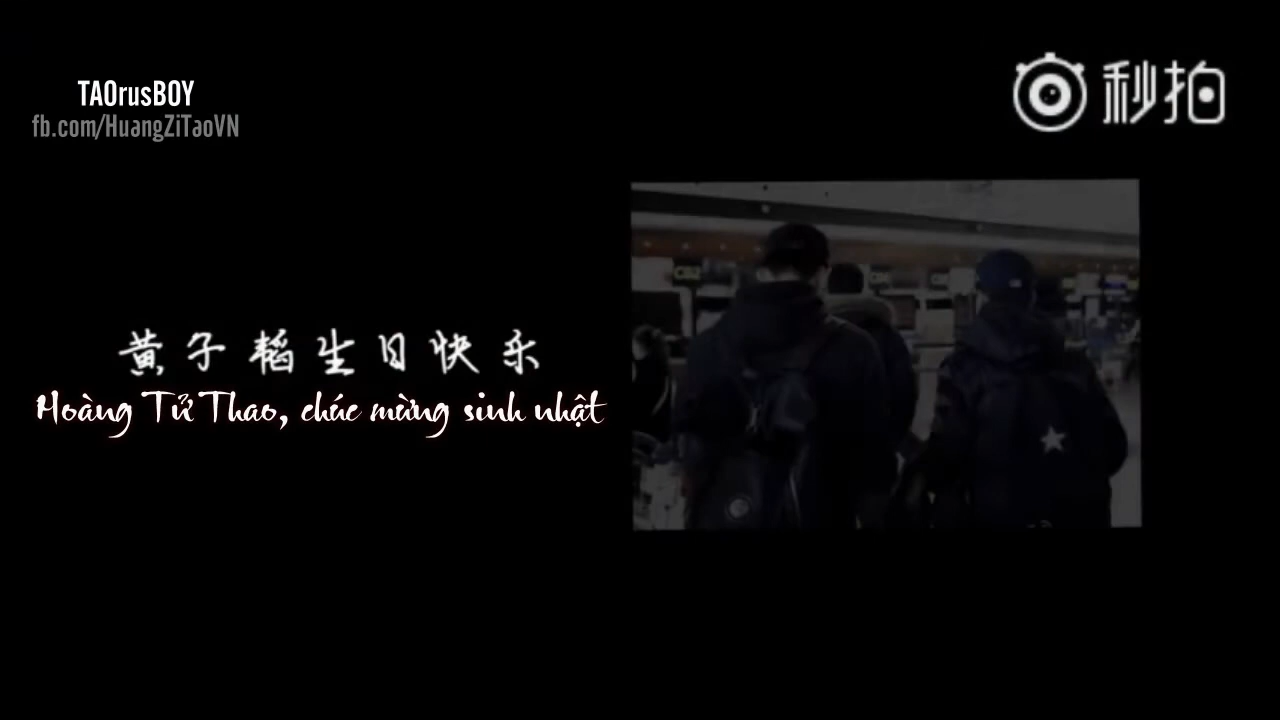 TAOrusBOY
fb.com/HuangZiTaoVN
秒拍
黄子韬生日快乐
Hoàng Tử Thao, chúc mừng sinh nhật